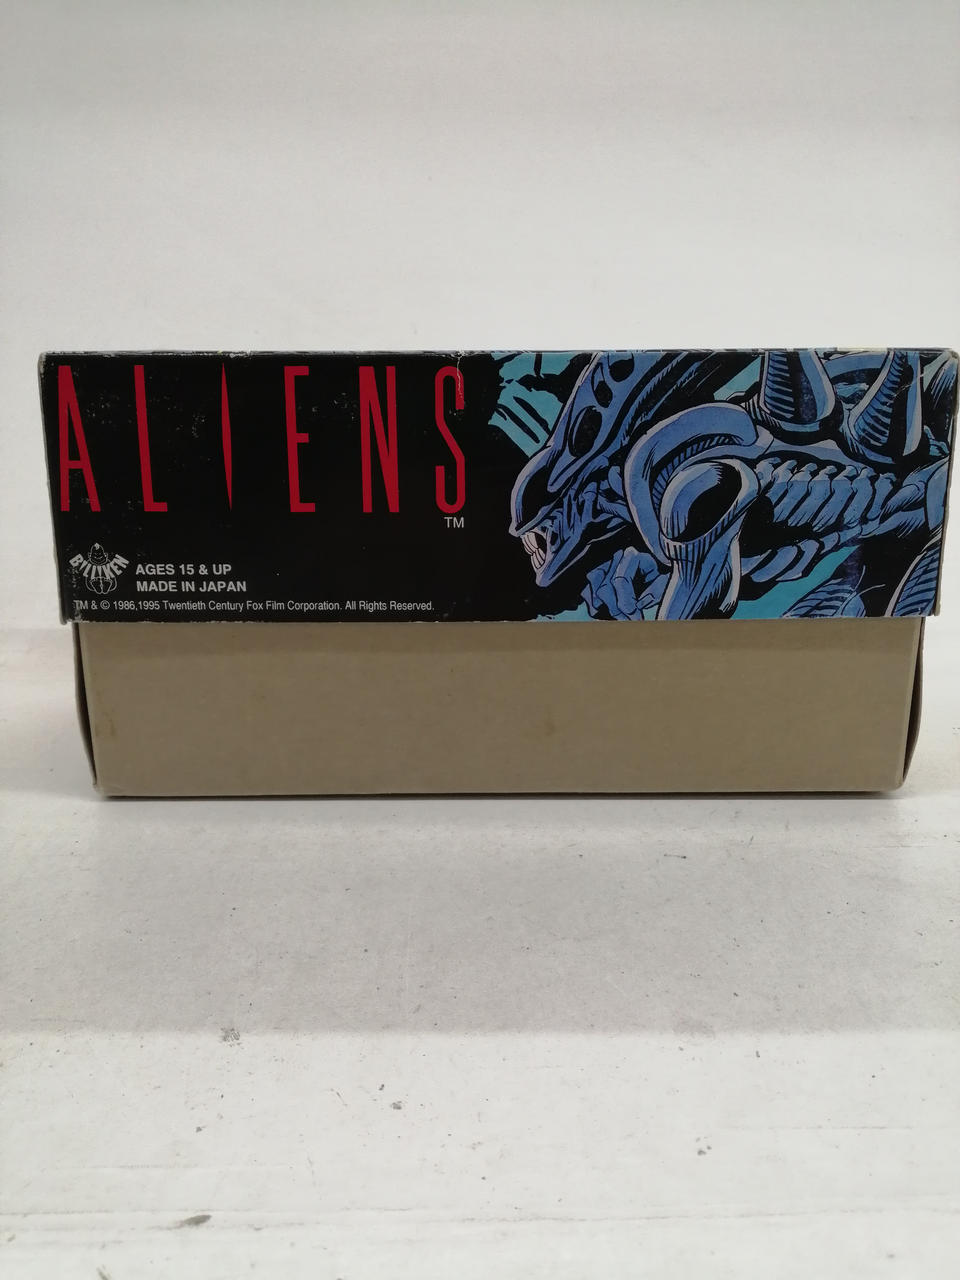 ALIENS
TM
BILLIKEN
AGES 15 & UP
MADE IN JAPAN
TM & © 1986,1995 Twentieth Century Fox Film Corporation. All Rights Reserved.